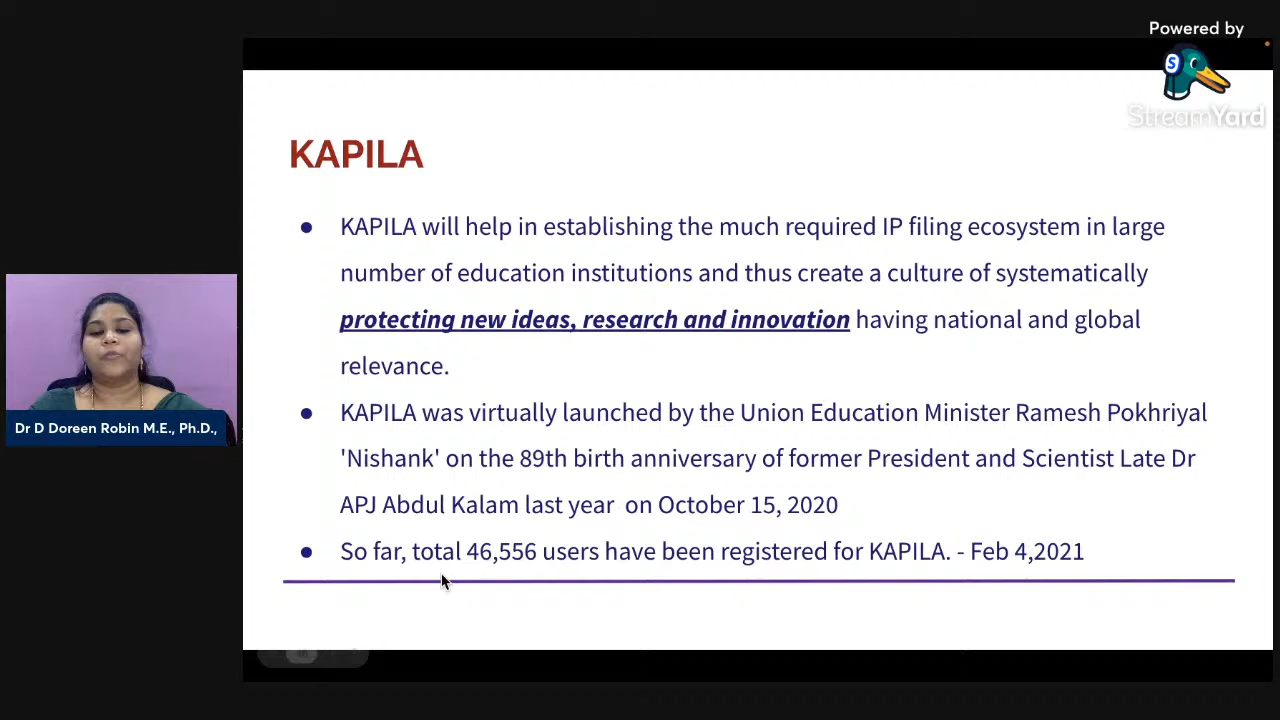 Powered by
StreamYard
KAPILA
● KAPILA will help in establishing the much required IP filing ecosystem in large
number of education institutions and thus create a culture of systematically
protecting new ideas, research and innovation having national and global
relevance.
● KAPILA was virtually launched by the Union Education Minister Ramesh Pokhriyal
'Nishank' on the 89th birth anniversary of former President and Scientist Late Dr
APJ Abdul Kalam last year  on October 15, 2020
● So far, total 46,556 users have been registered for KAPILA. - Feb 4,2021
Dr D Doreen Robin M.E., Ph.D.,